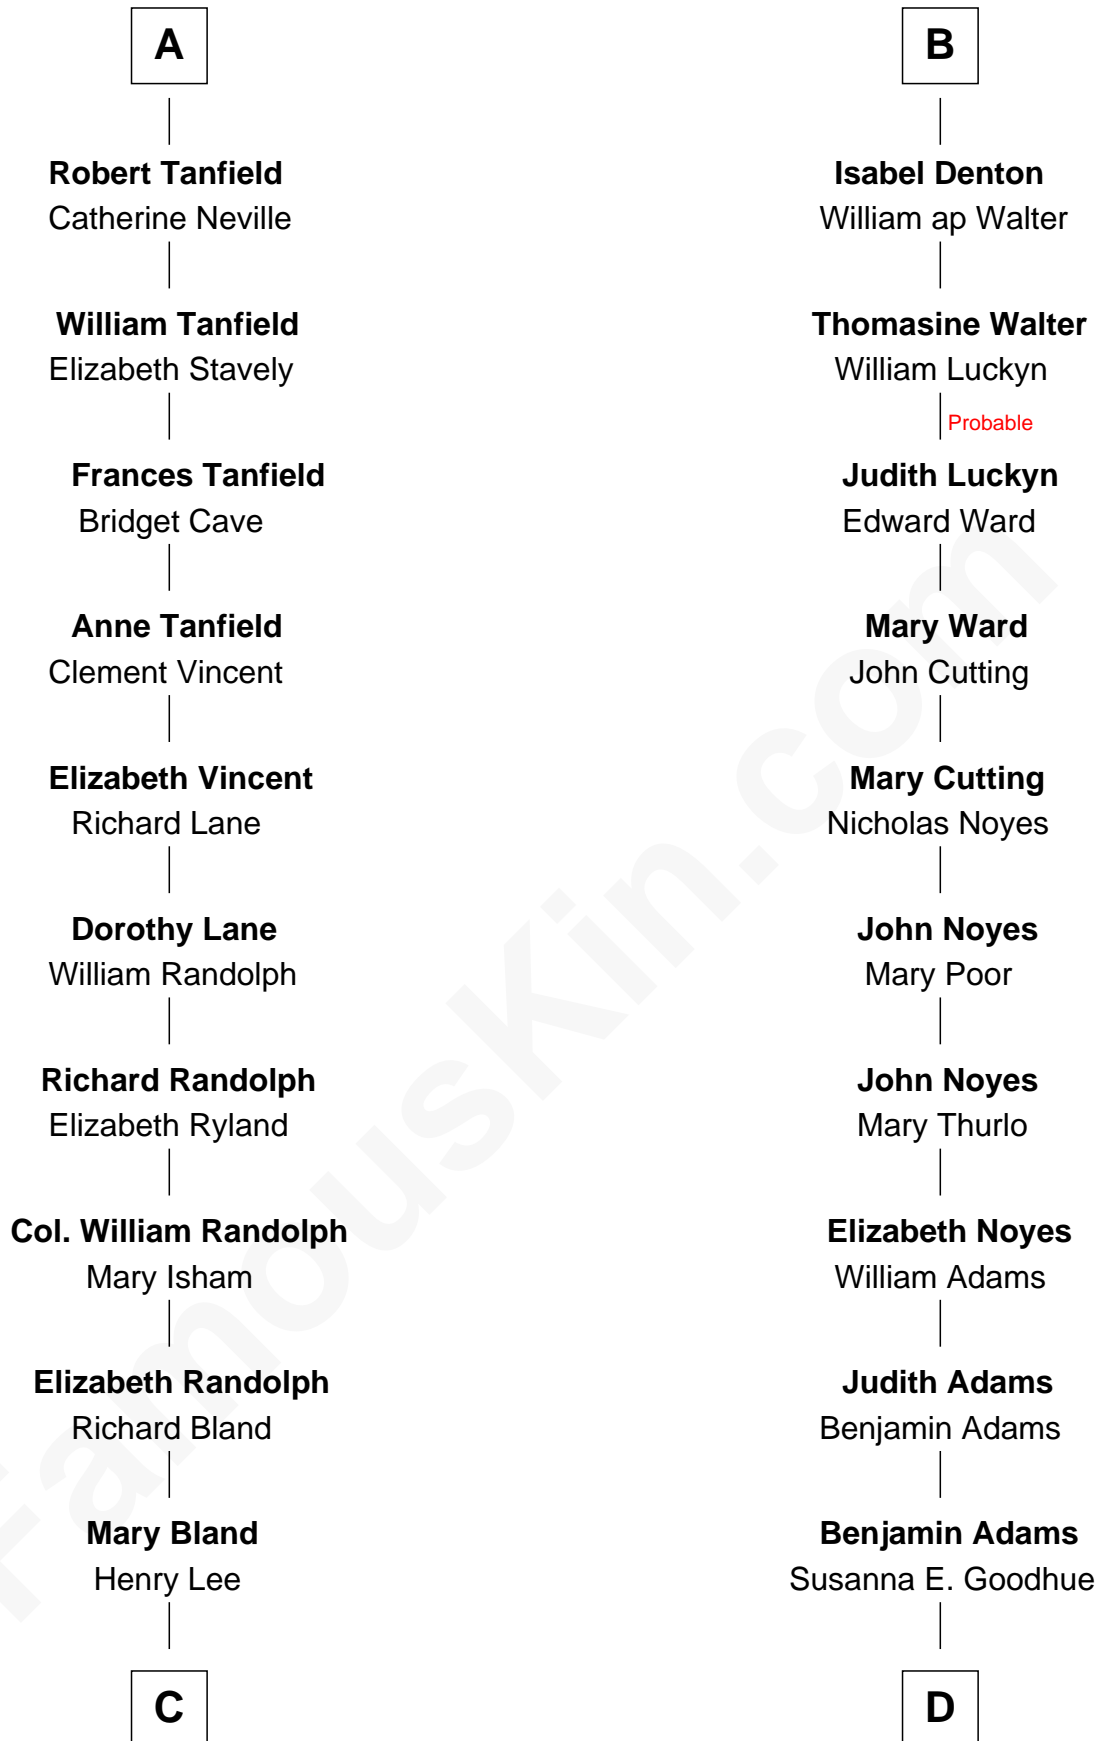 A
Robert Tanfield
Catherine Neville
William Tanfield
Elizabeth Stavely
Frances Tanfield
Bridget Cave
Anne Tanfield
Clement Vincent
Elizabeth Vincent
Richard Lane
Dorothy Lane
William Randolph
Richard Randolph
Elizabeth Ryland
Col. William Randolph
Mary Isham
Elizabeth Randolph
Richard Bland
Mary Bland
Henry Lee
C
B
Isabel Denton
William ap Walter
Thomasine Walter
William Luckyn
Probable
Judith Luckyn
Edward Ward
Mary Ward
John Cutting
Mary Cutting
Nicholas Noyes
John Noyes
Mary Poor
John Noyes
Mary Thurlo
Elizabeth Noyes
William Adams
Judith Adams
Benjamin Adams
Benjamin Adams
Susanna E. Goodhue
D
FamousKin.com